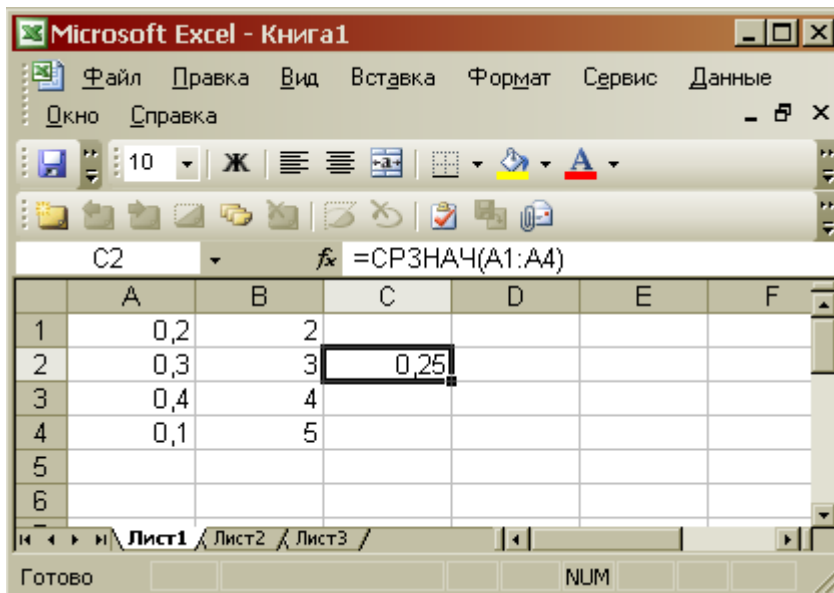 Microsoft Excel - Книга1
Файл Правка Вид Вставка Формат Сервис Данные
Окно Справка
10 Ж А
C2 fx =СРЗНАЧ(A1:A4)
A B C D E F
1 0,2 2
2 0,3 3 0,25
3 0,4 4
4 0,1 5
5
6
Лист1 Лист2 Лист3
Готово NUM